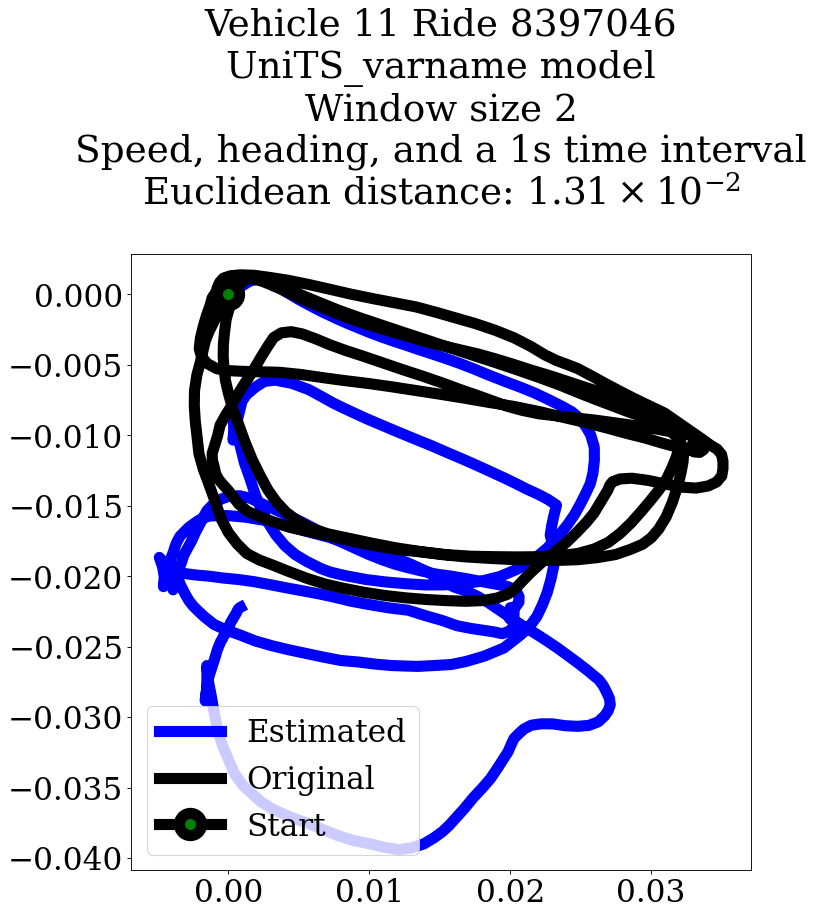 Vehicle 11 Ride 8397046
UniTS_varname model
Window size 2
Speed, heading, and a 1s time interval
Euclidean distance: 1.31 × 10⁻²
0.000
−0.005
−0.010
−0.015
−0.020
−0.025
−0.030
−0.035
−0.040
Estimated
Original
Start
0.00 0.01 0.02 0.03